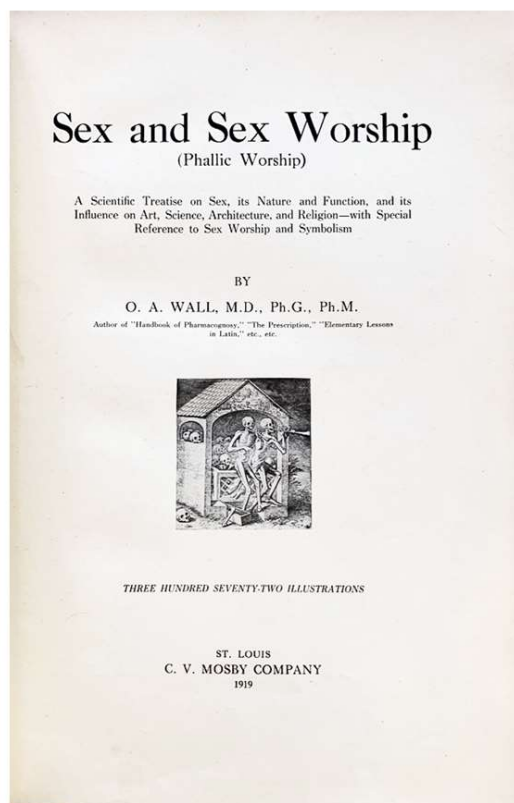 Sex and Sex Worship
(Phallic Worship)
A Scientific Treatise on Sex, its Nature and Function, and its
Influence on Art, Science, Architecture, and Religion—with Special
Reference to Sex Worship and Symbolism
BY
O. A. WALL, M.D., Ph.G., Ph.M.
Author of "Handbook of Pharmacognosy," "The Prescription," "Elementary Lessons
in Latin," etc., etc.
THREE HUNDRED SEVENTY-TWO ILLUSTRATIONS
ST. LOUIS
C. V. MOSBY COMPANY
1919